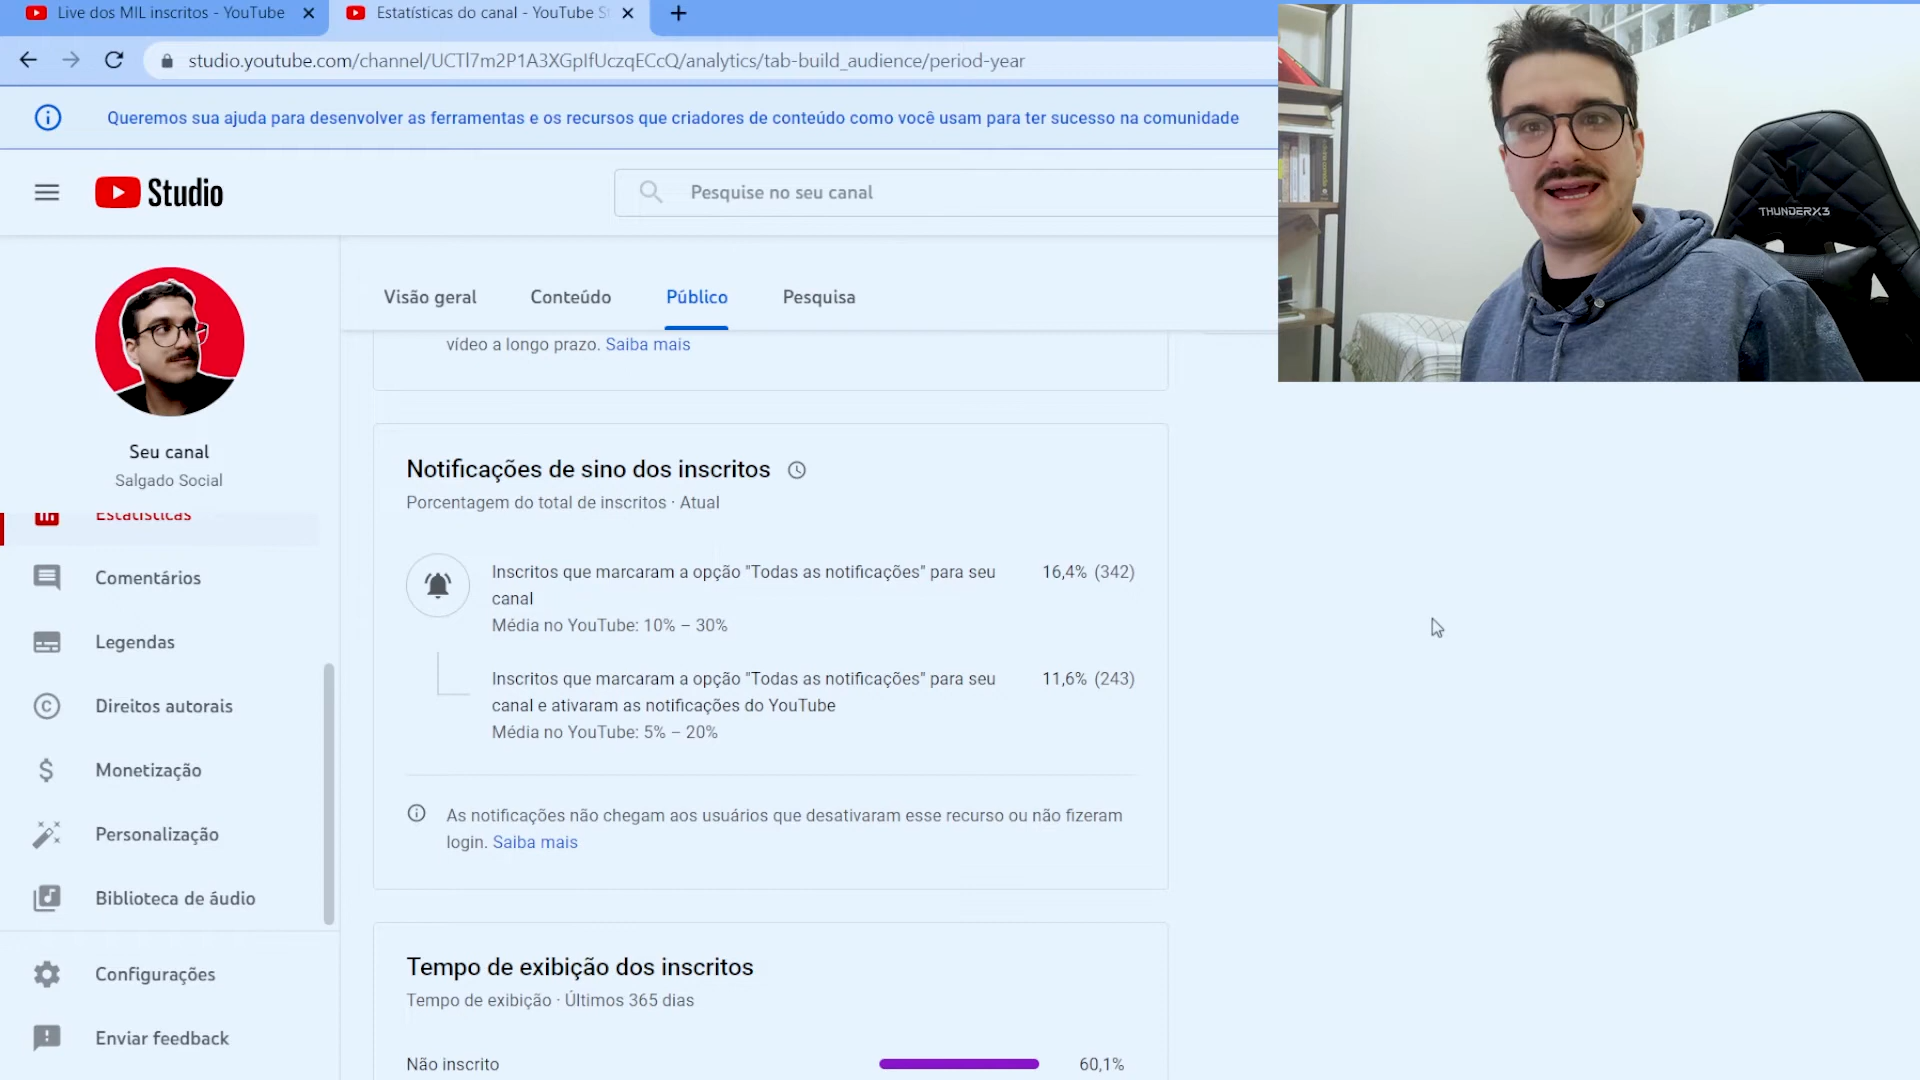 Live dos MIL inscritos - YouTube
Estatísticas do canal - YouTube S
studio.youtube.com/channel/UCTl7m2P1A3XGpIfUczqECcQ/analytics/tab-build_audience/period-year
Queremos sua ajuda para desenvolver as ferramentas e os recursos que criadores de conteúdo como você usam para ter sucesso na comunidade
Studio
Pesquise no seu canal
THUNDERX3
Seu canal
Salgado Social
Estatísticas
Comentários
Legendas
Direitos autorais
Monetização
Personalização
Biblioteca de áudio
Configurações
Enviar feedback
Visão geral
Conteúdo
Público
Pesquisa
vídeo a longo prazo. Saiba mais
Notificações de sino dos inscritos
Porcentagem do total de inscritos · Atual
Inscritos que marcaram a opção "Todas as notificações" para seu 16,4% (342)
canal
Média no YouTube: 10% – 30%
Inscritos que marcaram a opção "Todas as notificações" para seu 11,6% (243)
canal e ativaram as notificações do YouTube
Média no YouTube: 5% – 20%
As notificações não chegam aos usuários que desativaram esse recurso ou não fizeram
login. Saiba mais
Tempo de exibição dos inscritos
Tempo de exibição · Últimos 365 dias
Não inscrito 60,1%